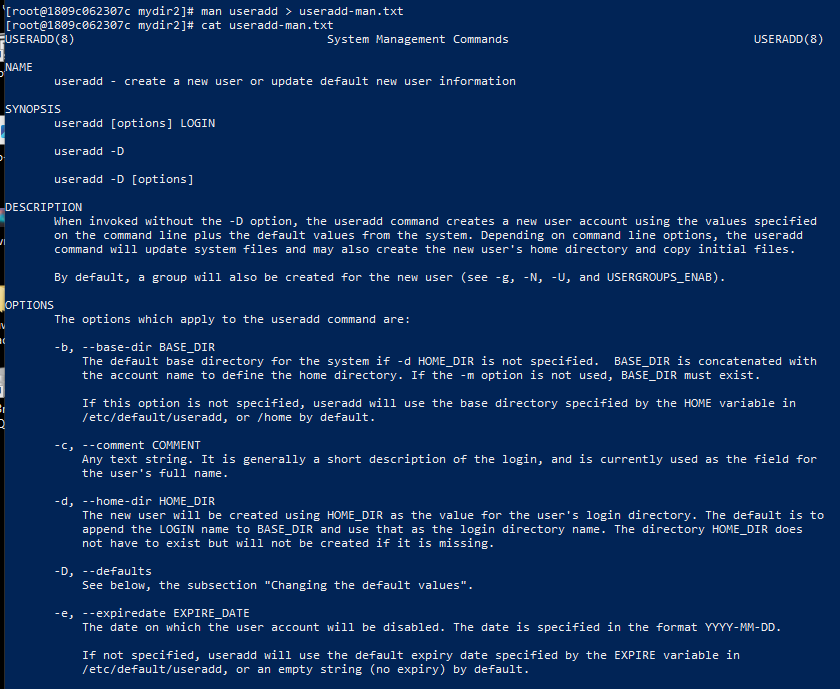 [root@1809c062307c mydir2]# man useradd > useradd-man.txt
[root@1809c062307c mydir2]# cat useradd-man.txt
USERADD(8) System Management Commands USERADD(8)
NAME
useradd - create a new user or update default new user information
SYNOPSIS
useradd [options] LOGIN
useradd -D
useradd -D [options]
DESCRIPTION
When invoked without the -D option, the useradd command creates a new user account using the values specified
on the command line plus the default values from the system. Depending on command line options, the useradd
command will update system files and may also create the new user's home directory and copy initial files.
By default, a group will also be created for the new user (see -g, -N, -U, and USERGROUPS_ENAB).
OPTIONS
The options which apply to the useradd command are:
-b, --base-dir BASE_DIR
The default base directory for the system if -d HOME_DIR is not specified.  BASE_DIR is concatenated with
the account name to define the home directory. If the -m option is not used, BASE_DIR must exist.
If this option is not specified, useradd will use the base directory specified by the HOME variable in
/etc/default/useradd, or /home by default.
-c, --comment COMMENT
Any text string. It is generally a short description of the login, and is currently used as the field for
the user's full name.
-d, --home-dir HOME_DIR
The new user will be created using HOME_DIR as the value for the user's login directory. The default is to
append the LOGIN name to BASE_DIR and use that as the login directory name. The directory HOME_DIR does
not have to exist but will not be created if it is missing.
-D, --defaults
See below, the subsection "Changing the default values".
-e, --expiredate EXPIRE_DATE
The date on which the user account will be disabled. The date is specified in the format YYYY-MM-DD.
If not specified, useradd will use the default expiry date specified by the EXPIRE variable in
/etc/default/useradd, or an empty string (no expiry) by default.